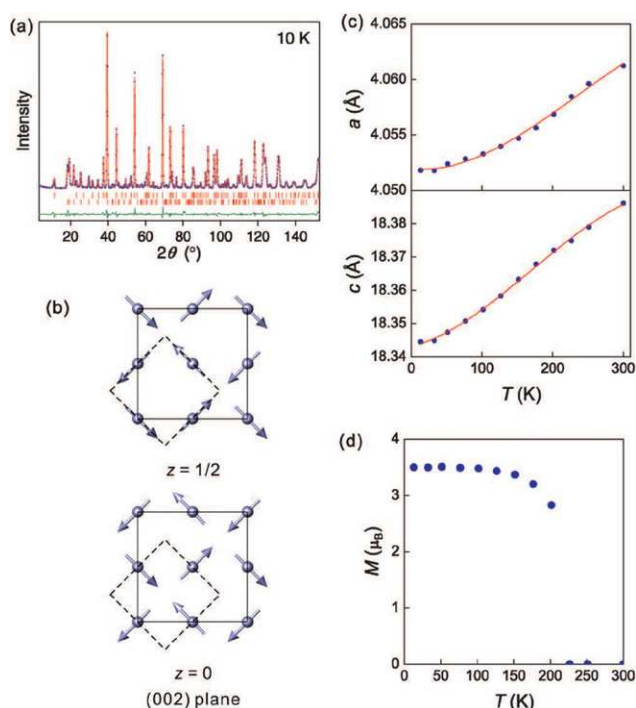 (a)
10 K
Intensity
20 40 60 80 100 120 140
2θ (°)
(b)
z = 1/2
z = 0
(002) plane
(c)
4.065
4.060
4.055
4.050
a (Å)
18.38
18.37
18.36
18.35
18.34
c (Å)
0 100 200 300
T (K)
(d)
4
3
2
1
0
M (μB)
0 50 100 150 200 250 300
T (K)